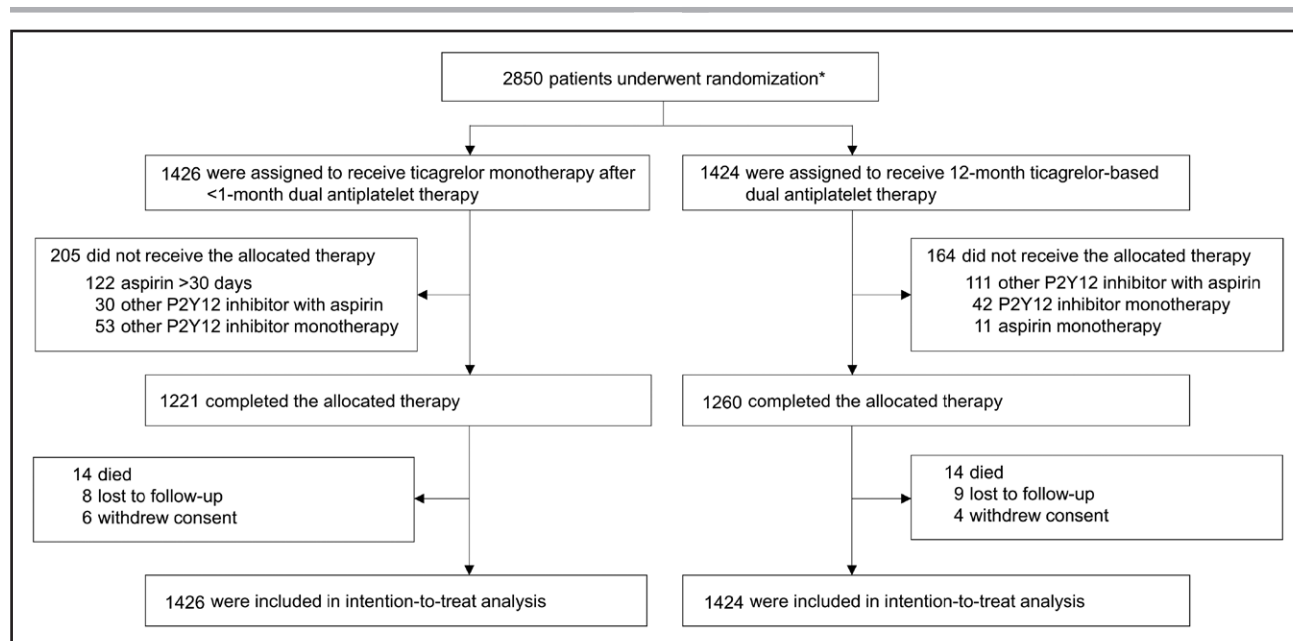 2850 patients underwent randomization*
1426 were assigned to receive ticagrelor monotherapy after
<1-month dual antiplatelet therapy
1424 were assigned to receive 12-month ticagrelor-based
dual antiplatelet therapy
205 did not receive the allocated therapy
122 aspirin >30 days
30 other P2Y12 inhibitor with aspirin
53 other P2Y12 inhibitor monotherapy
164 did not receive the allocated therapy
111 other P2Y12 inhibitor with aspirin
42 P2Y12 inhibitor monotherapy
11 aspirin monotherapy
1221 completed the allocated therapy
1260 completed the allocated therapy
14 died
8 lost to follow-up
6 withdrew consent
14 died
9 lost to follow-up
4 withdrew consent
1426 were included in intention-to-treat analysis
1424 were included in intention-to-treat analysis